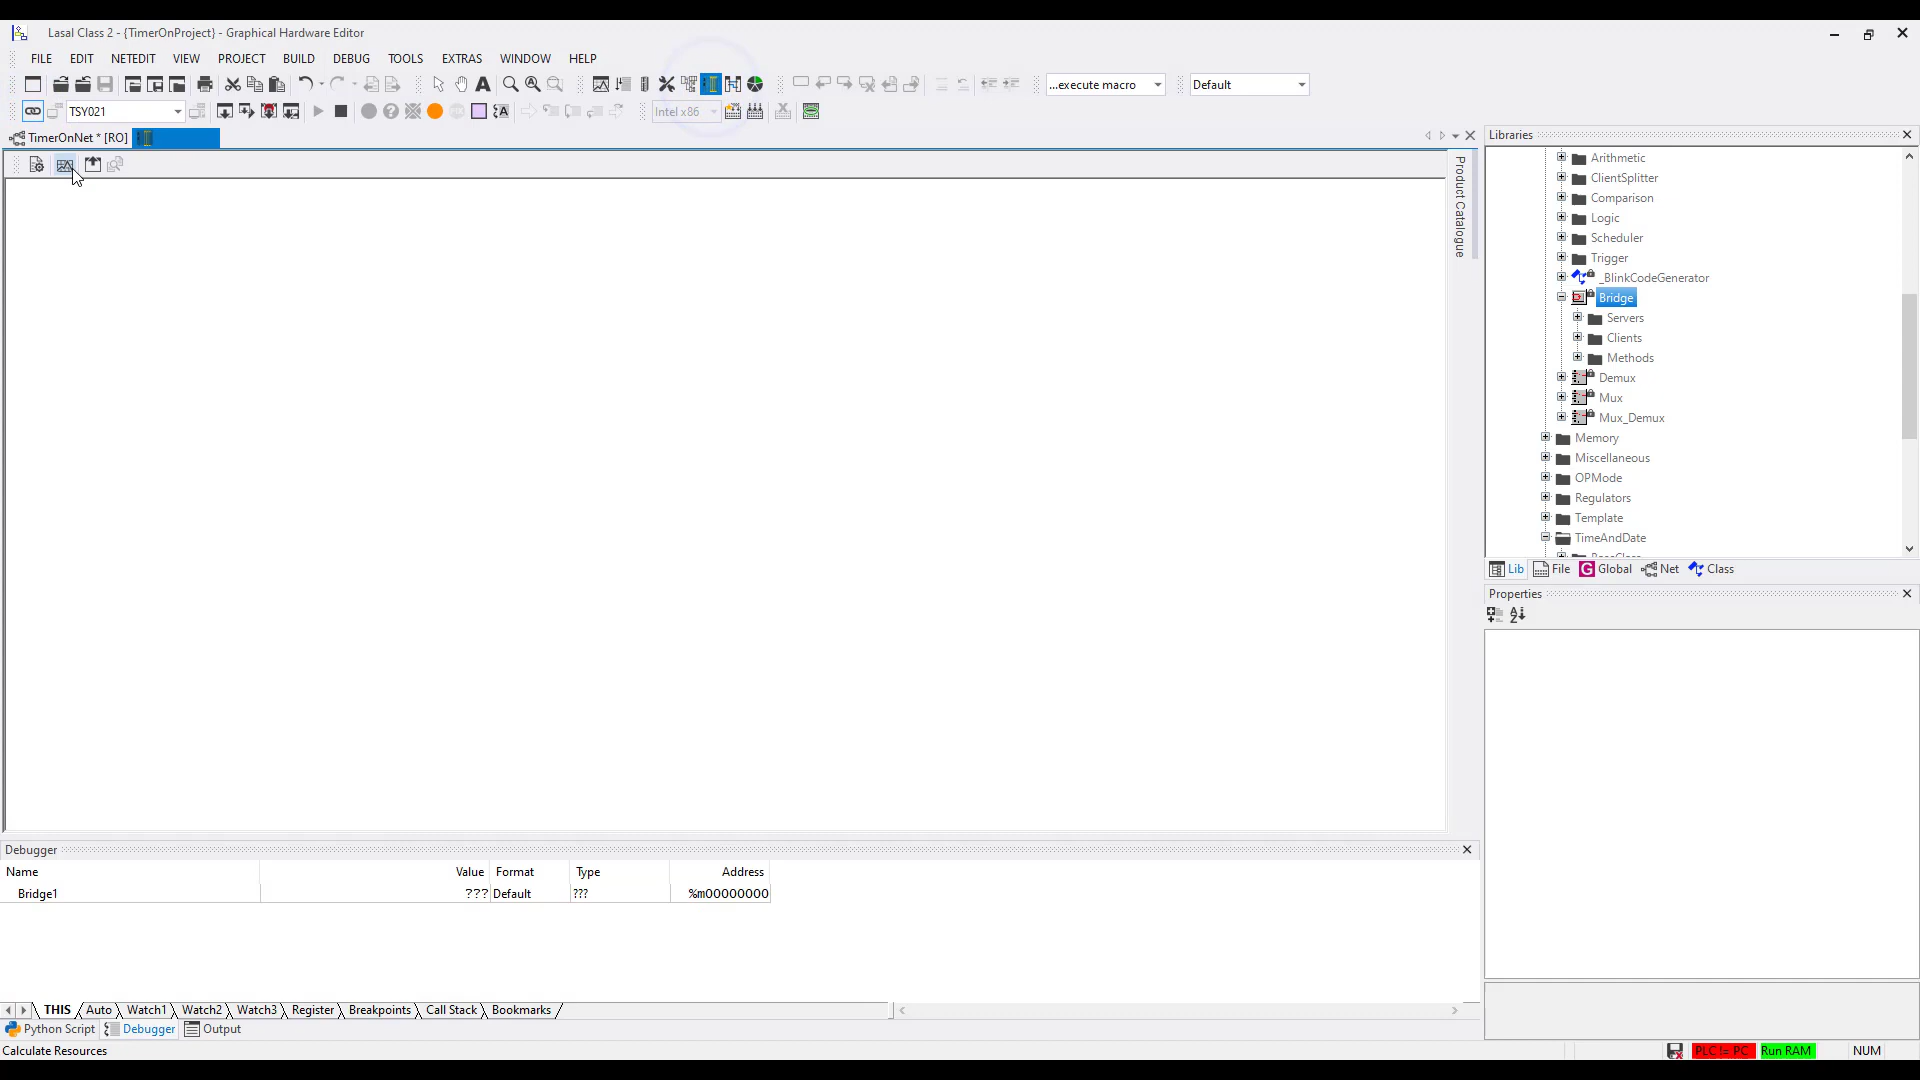 Lasal Class 2 - {TimerOnProject} - Graphical Hardware Editor
FILE EDIT NETEDIT VIEW PROJECT BUILD DEBUG TOOLS EXTRAS WINDOW HELP
...execute macro Default
TSY021 Intel x86
TimerOnNet * [RO]
Product Catalogue
Libraries
Arithmetic
ClientSplitter
Comparison
Logic
Scheduler
Trigger
_BlinkCodeGenerator
Bridge
Servers
Clients
Methods
Demux
Mux
Mux_Demux
Memory
Miscellaneous
OPMode
Regulators
Template
TimeAndDate
BaseClass
Lib File Global Net Class
Properties
Debugger
Name Value Format Type Address
Bridge1 ??? Default ??? %m00000000
THIS Auto Watch1 Watch2 Watch3 Register Breakpoints Call Stack Bookmarks
Python Script Debugger Output
Calculate Resources PLC != PC Run RAM NUM